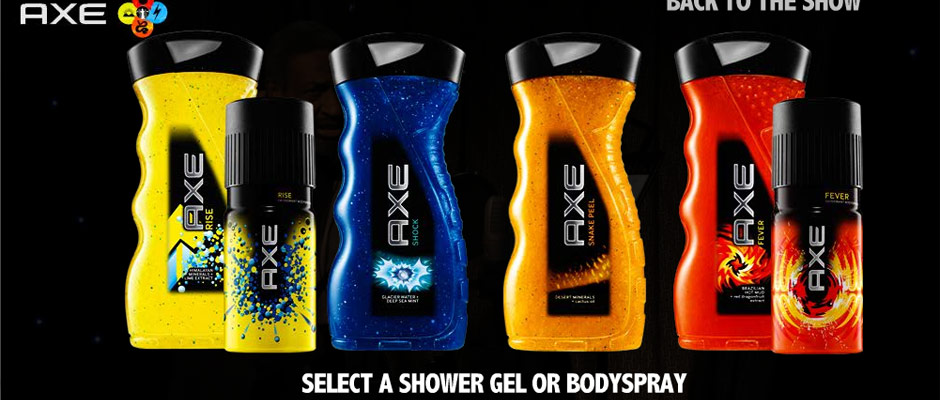 AXE
BACK TO THE SHOW
AXE
RISE
HIMALAYAN
MINERALS +
LIME EXTRACT
RISE
AXE
AXE
SHOCK
GLACIER WATER +
DEEP SEA MINT
AXE
SNAKE PEEL
DESERT MINERALS
+ cactus oil
AXE
FEVER
BRAZILIAN
HOT MUD
+ red dragonfruit
extract
FEVER
AXE
SELECT A SHOWER GEL OR BODYSPRAY